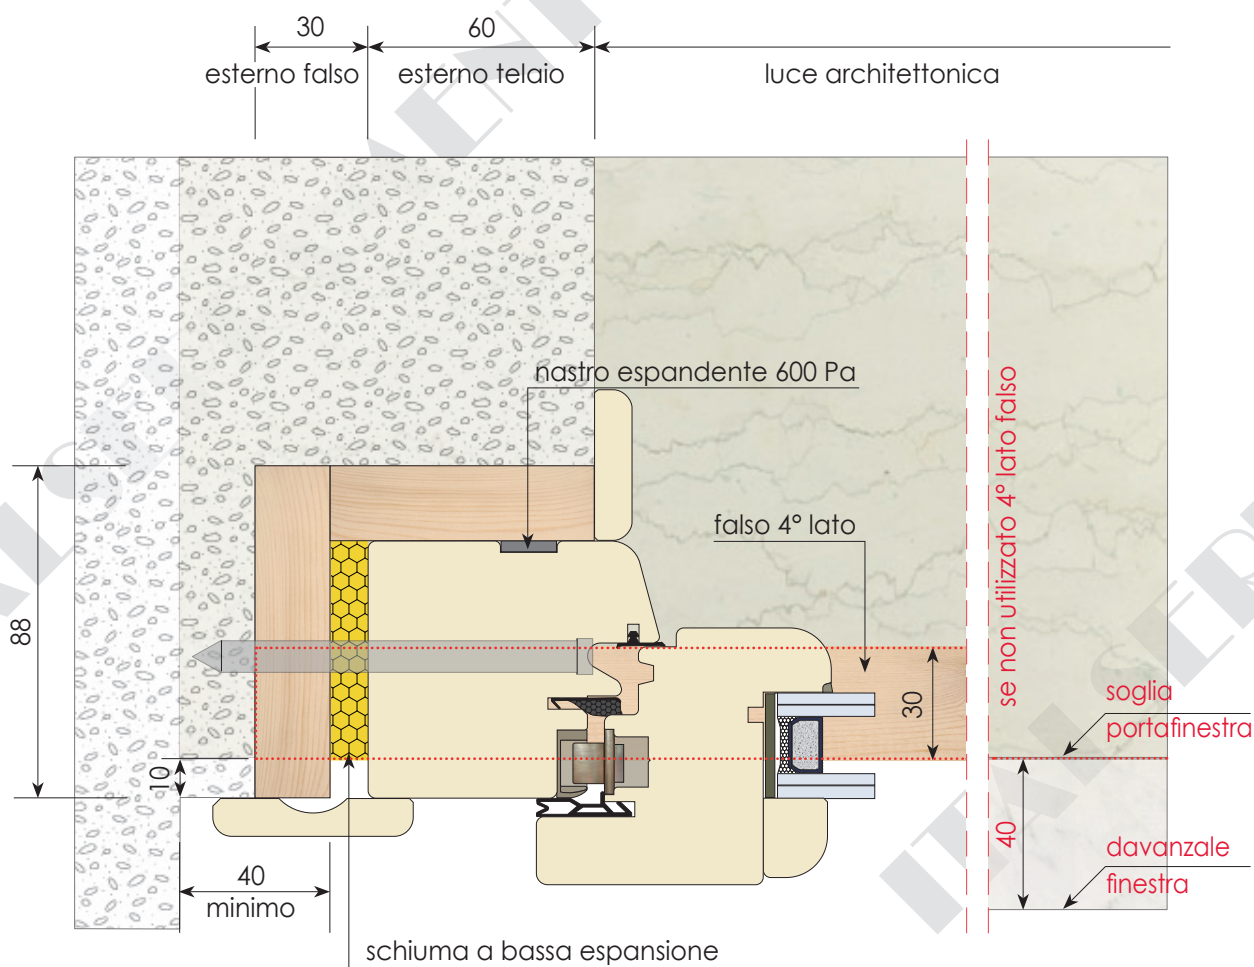 30
60
esterno falso
esterno telaio
luce architettonica
nastro espandente 600 Pa
falso 4° lato
se non utilizzato 4° lato falso
88
30
soglia
portafinestra
10
40
davanzale
finestra
40
minimo
schiuma a bassa espansione